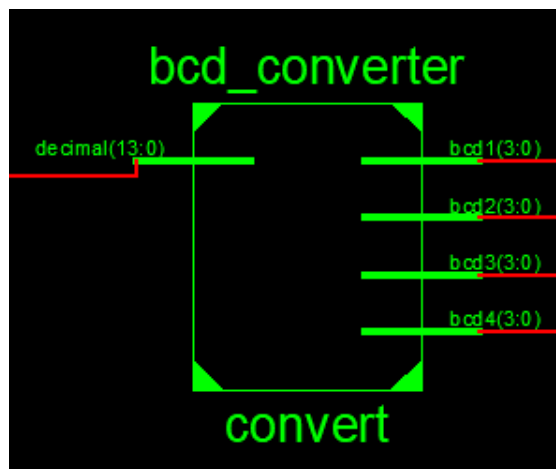 bcd_converter
decimal(13:0)
bcd1(3:0)
bcd2(3:0)
bcd3(3:0)
bcd4(3:0)
convert